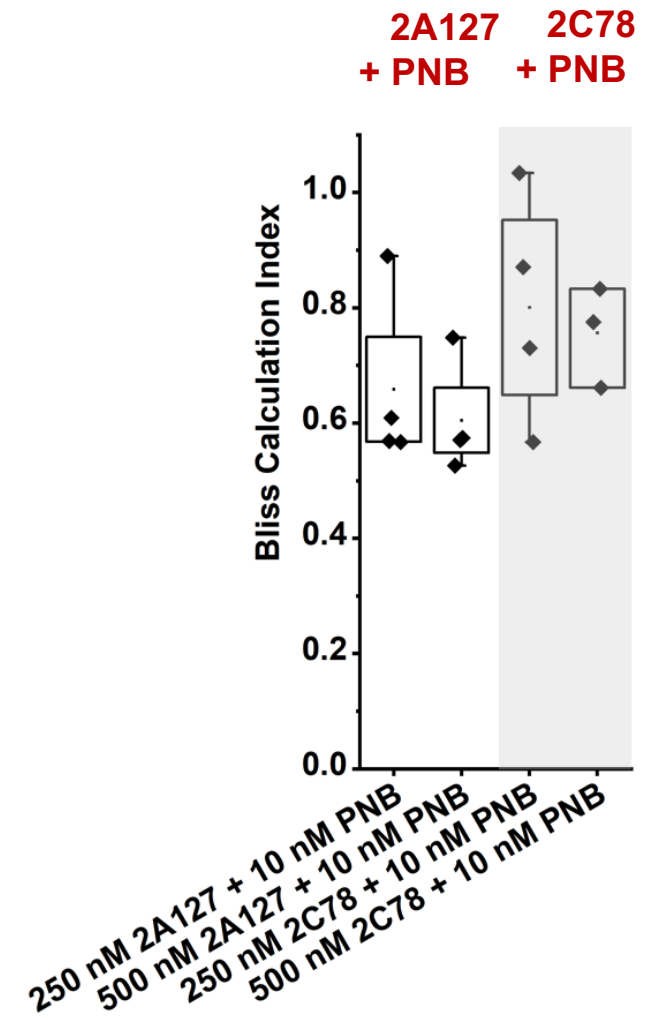 2A127
+ PNB
2C78
+ PNB
Bliss Calculation Index
1.0
0.8
0.6
0.4
0.2
0.0
250 nM 2A127 + 10 nM PNB
500 nM 2A127 + 10 nM PNB
250 nM 2C78 + 10 nM PNB
500 nM 2C78 + 10 nM PNB